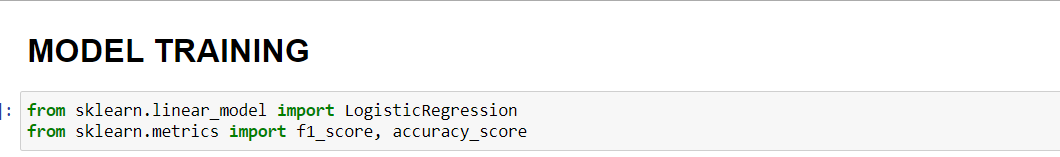 MODEL TRAINING
]: from sklearn.linear_model import LogisticRegression
from sklearn.metrics import f1_score, accuracy_score